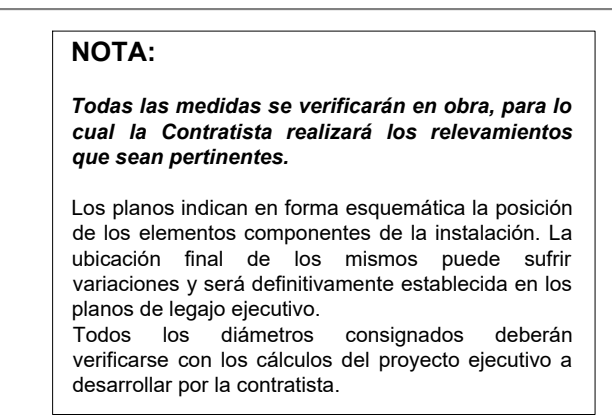 NOTA:
Todas las medidas se verificarán en obra, para lo
cual la Contratista realizará los relevamientos
que sean pertinentes.
Los planos indican en forma esquemática la posición
de los elementos componentes de la instalación. La
ubicación final de los mismos puede sufrir
variaciones y será definitivamente establecida en los
planos de legajo ejecutivo.
Todos los diámetros consignados deberán
verificarse con los cálculos del proyecto ejecutivo a
desarrollar por la contratista.